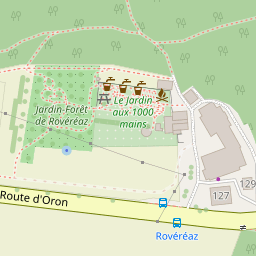 Jardin-Forêt
de Rovéréaz
Le Jardin
aux 1000
mains
129
127
Route d'Oron
Rovéréaz